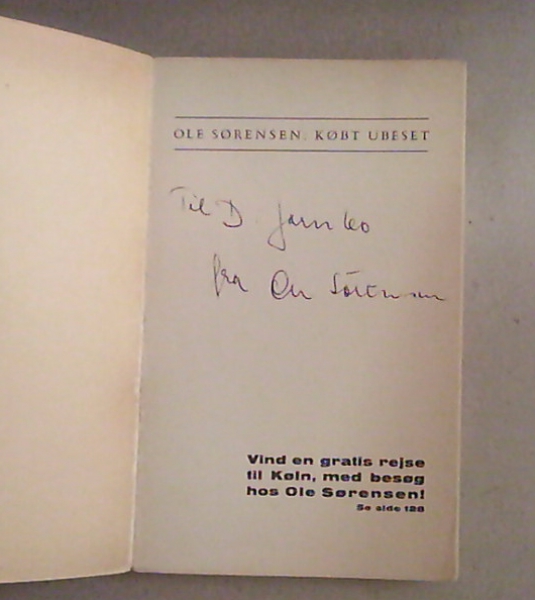 OLE SØRENSEN: KØBT UBESET
Til D.
fra Ole Sørensen
Vind en gratis rejse
til Køln, med besøg
hos Ole Sørensen!
Se side 128